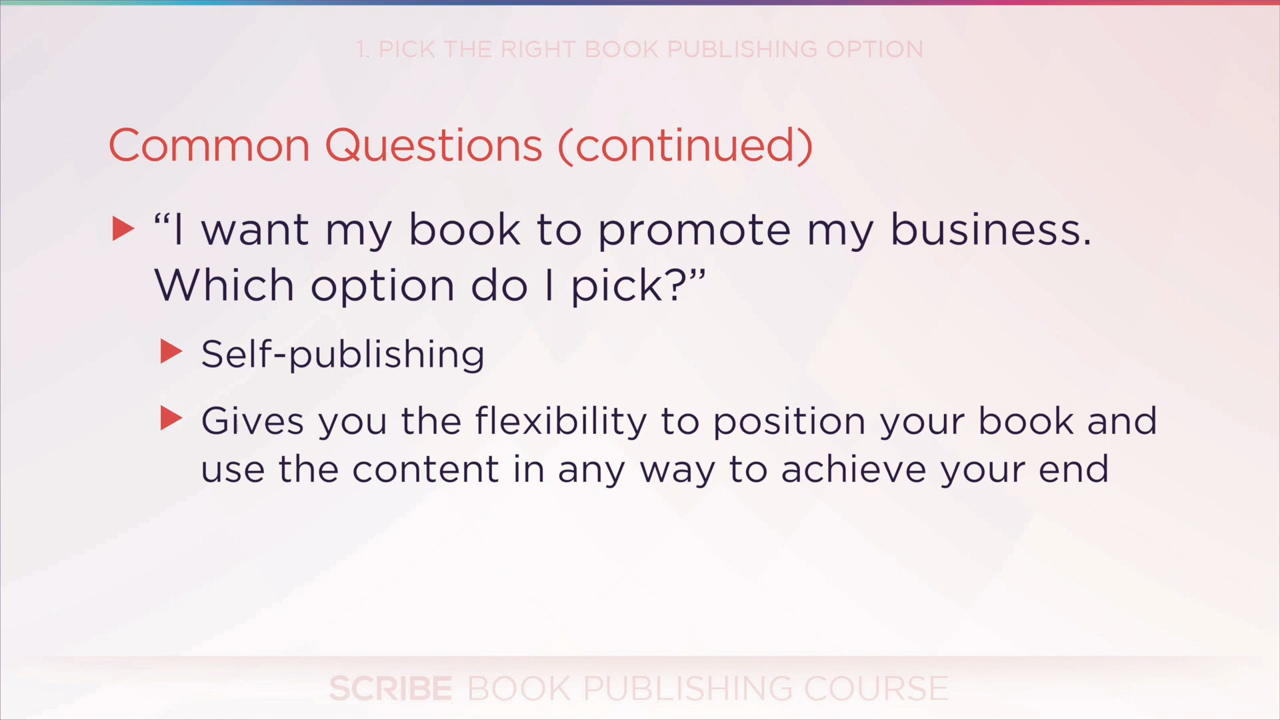 1. PICK THE RIGHT BOOK PUBLISHING OPTION
Common Questions (continued)
“I want my book to promote my business.
Which option do I pick?”
Self-publishing
Gives you the flexibility to position your book and
use the content in any way to achieve your end
SCRIBE BOOK PUBLISHING COURSE